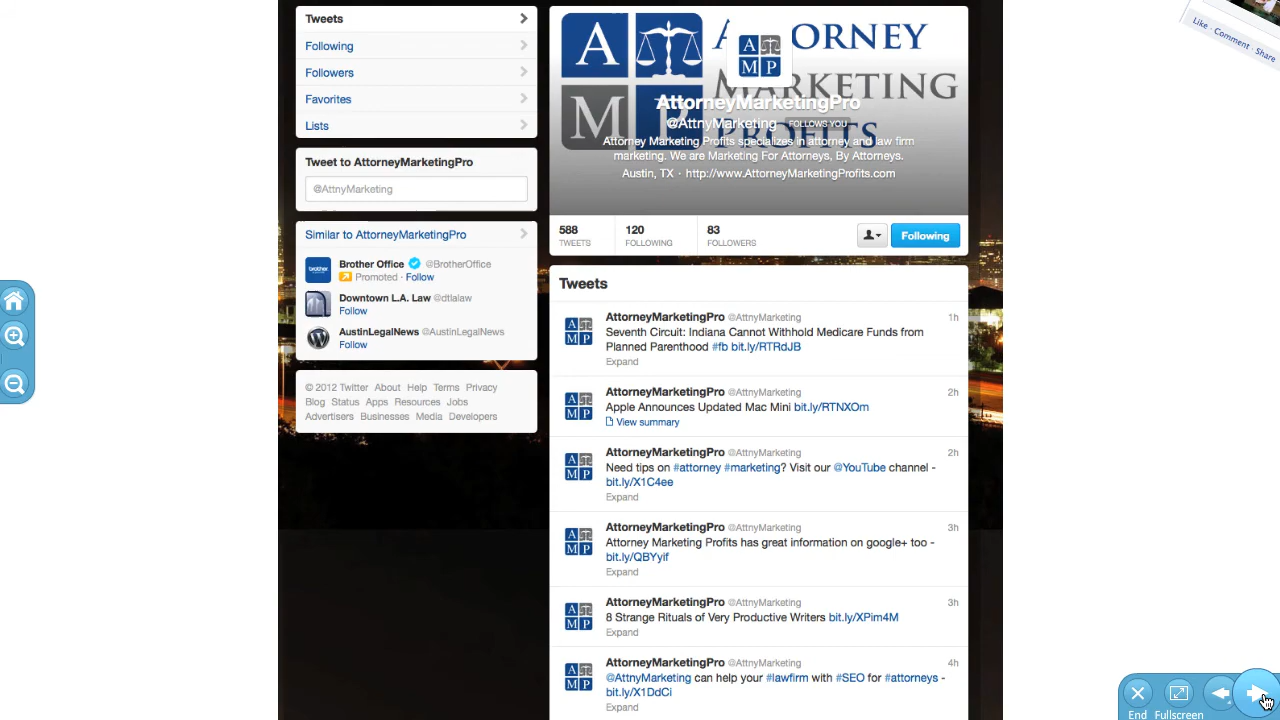 Tweets
Following
Followers
Favorites
Lists
Tweet to AttorneyMarketingPro
@AttnyMarketing
Similar to AttorneyMarketingPro
brother
Brother Office @BrotherOffice
Promoted · Follow
Downtown L.A. Law @dtlalaw
Follow
AustinLegalNews @AustinLegalNews
Follow
© 2012 Twitter About Help Terms Privacy
Blog Status Apps Resources Jobs
Advertisers Businesses Media Developers
A
M P
ATTORNEY
MARKETING
PROFITS
A
M P
AttorneyMarketingPro
@AttnyMarketing FOLLOWS YOU
Attorney Marketing Profits specializes in attorney and law firm
marketing. We are Marketing For Attorneys, By Attorneys.
Austin, TX · http://www.AttorneyMarketingProfits.com
588
TWEETS
120
FOLLOWING
83
FOLLOWERS
Following
Tweets
A
M P
AttorneyMarketingPro @AttnyMarketing 1h
Seventh Circuit: Indiana Cannot Withhold Medicare Funds from
Planned Parenthood #fb bit.ly/RTRdJB
Expand
A
M P
AttorneyMarketingPro @AttnyMarketing 2h
Apple Announces Updated Mac Mini bit.ly/RTNXOm
View summary
A
M P
AttorneyMarketingPro @AttnyMarketing 2h
Need tips on #attorney #marketing? Visit our @YouTube channel -
bit.ly/X1C4ee
Expand
A
M P
AttorneyMarketingPro @AttnyMarketing 3h
Attorney Marketing Profits has great information on google+ too -
bit.ly/QBYyif
Expand
A
M P
AttorneyMarketingPro @AttnyMarketing 3h
8 Strange Rituals of Very Productive Writers bit.ly/XPim4M
Expand
A
M P
AttorneyMarketingPro @AttnyMarketing 4h
@AttnyMarketing can help your #lawfirm with #SEO for #attorneys -
bit.ly/X1DdCi
Expand
Like · Comment · Share
End Fullscreen